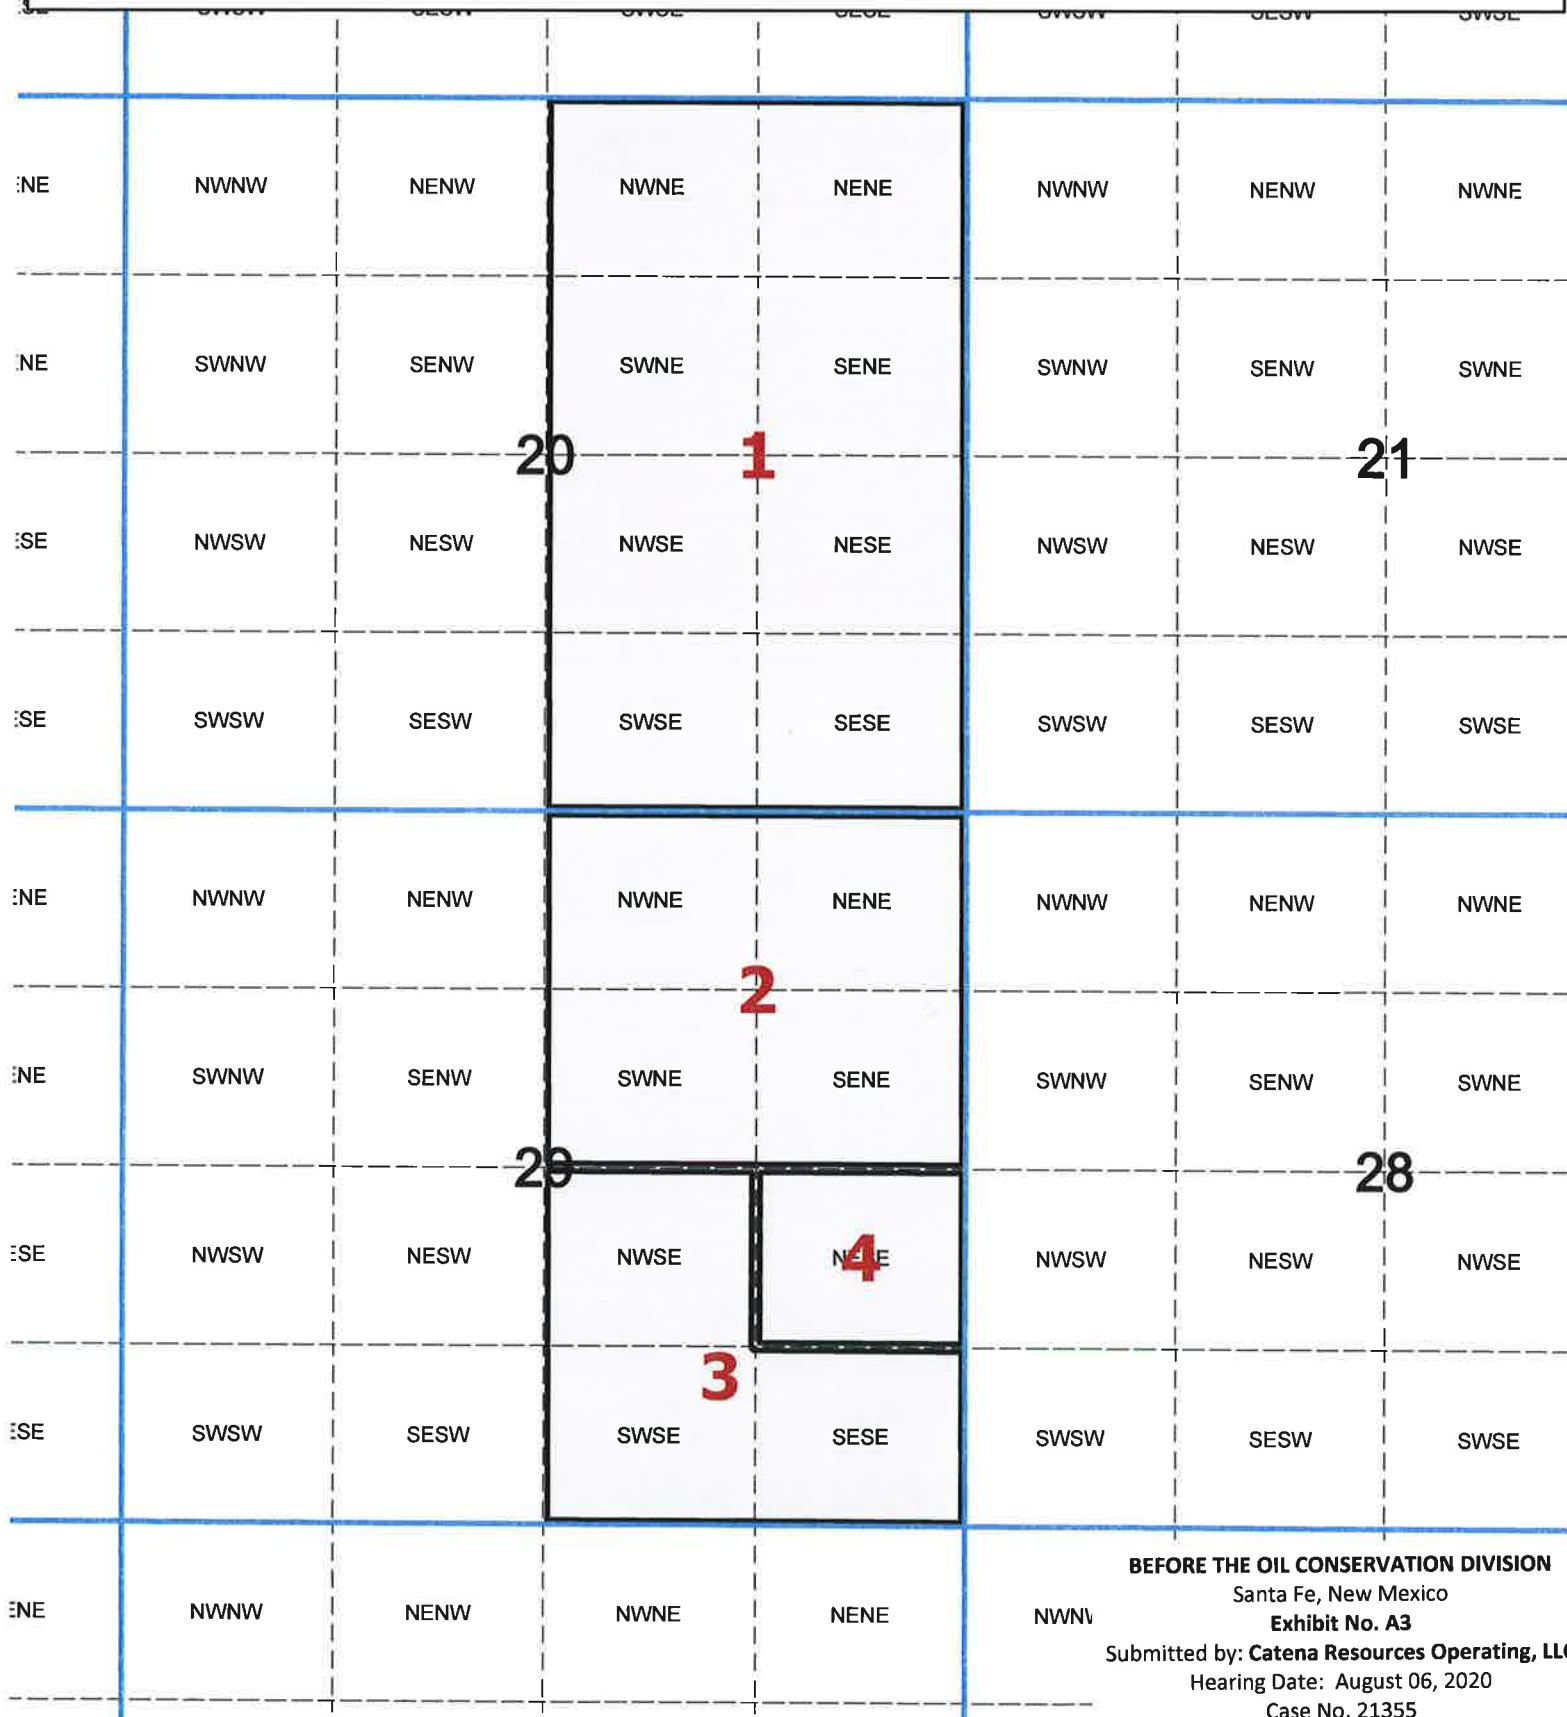 NE NWNW NENW NWNE NENE NWNW NENW NWNE
NE SWNW SENW SWNE SENE SWNW SENW SWNE
20 1 21
SE NWSW NESW NWSE NESE NWSW NESW NWSE
SE SWSW SESW SWSE SESE SWSW SESW SWSE
NE NWNW NENW NWNE NENE NWNW NENW NWNE
2
NE SWNW SENW SWNE SENE SWNW SENW SWNE
29 28
SE NWSW NESW NWSE NESE NWSW NESW NWSE
4
3
SE SWSW SESW SWSE SESE SWSW SESW SWSE
NE NWNW NENW NWNE NENE NWN
BEFORE THE OIL CONSERVATION DIVISION
Santa Fe, New Mexico
Exhibit No. A3
Submitted by: Catena Resources Operating, LLC
Hearing Date: August 06, 2020
Case No. 21355